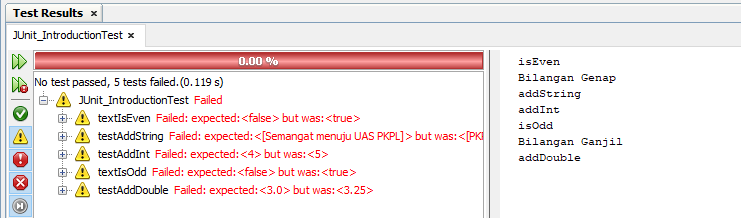 Test Results
JUnit_IntroductionTest
0.00 %
No test passed, 5 tests failed.(0.119 s)
JUnit_IntroductionTest Failed
textIsEven Failed: expected:<false> but was:<true>
testAddString Failed: expected:<[Semangat menuju UAS PKPL]> but was:<[PKP
testAddInt Failed: expected:<4> but was:<5>
textIsOdd Failed: expected:<false> but was:<true>
testAddDouble Failed: expected:<3.0> but was:<3.25>
isEven
Bilangan Genap
addString
addInt
isOdd
Bilangan Ganjil
addDouble